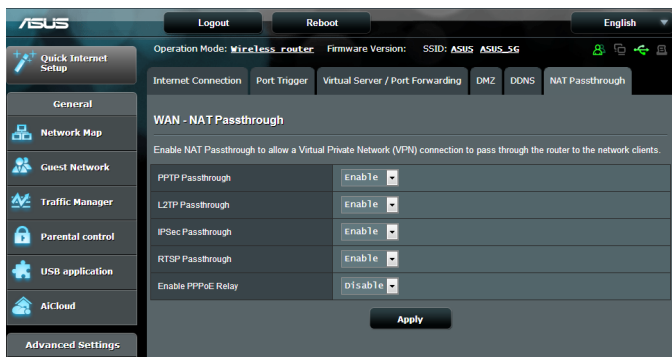 ASUS
Logout
Reboot
English
Quick Internet
Setup
General
Network Map
Guest Network
Traffic Manager
Parental control
USB application
AiCloud
Advanced Settings
Operation Mode: Wireless router Firmware Version: SSID: ASUS ASUS_5G
Internet Connection
Port Trigger
Virtual Server / Port Forwarding
DMZ
DDNS
NAT Passthrough
WAN - NAT Passthrough
Enable NAT Passthrough to allow a Virtual Private Network (VPN) connection to pass through the router to the network clients.
PPTP Passthrough Enable
L2TP Passthrough Enable
IPSec Passthrough Enable
RTSP Passthrough Enable
Enable PPPoE Relay Disable
Apply